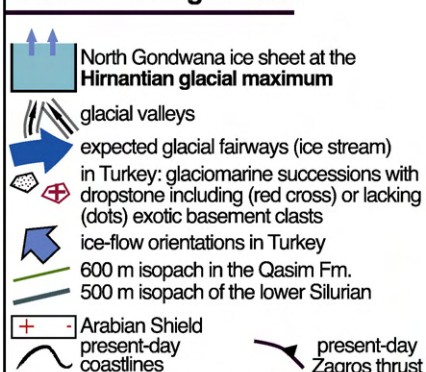 North Gondwana ice sheet at the
Hirnantian glacial maximum
glacial valleys
expected glacial fairways (ice stream)
in Turkey: glaciomarine successions with
dropstone including (red cross) or lacking
(dots) exotic basement clasts
ice-flow orientations in Turkey
600 m isopach in the Qasim Fm.
500 m isopach of the lower Silurian
+ - Arabian Shield
present-day
coastlines
present-day
Zagros thrust